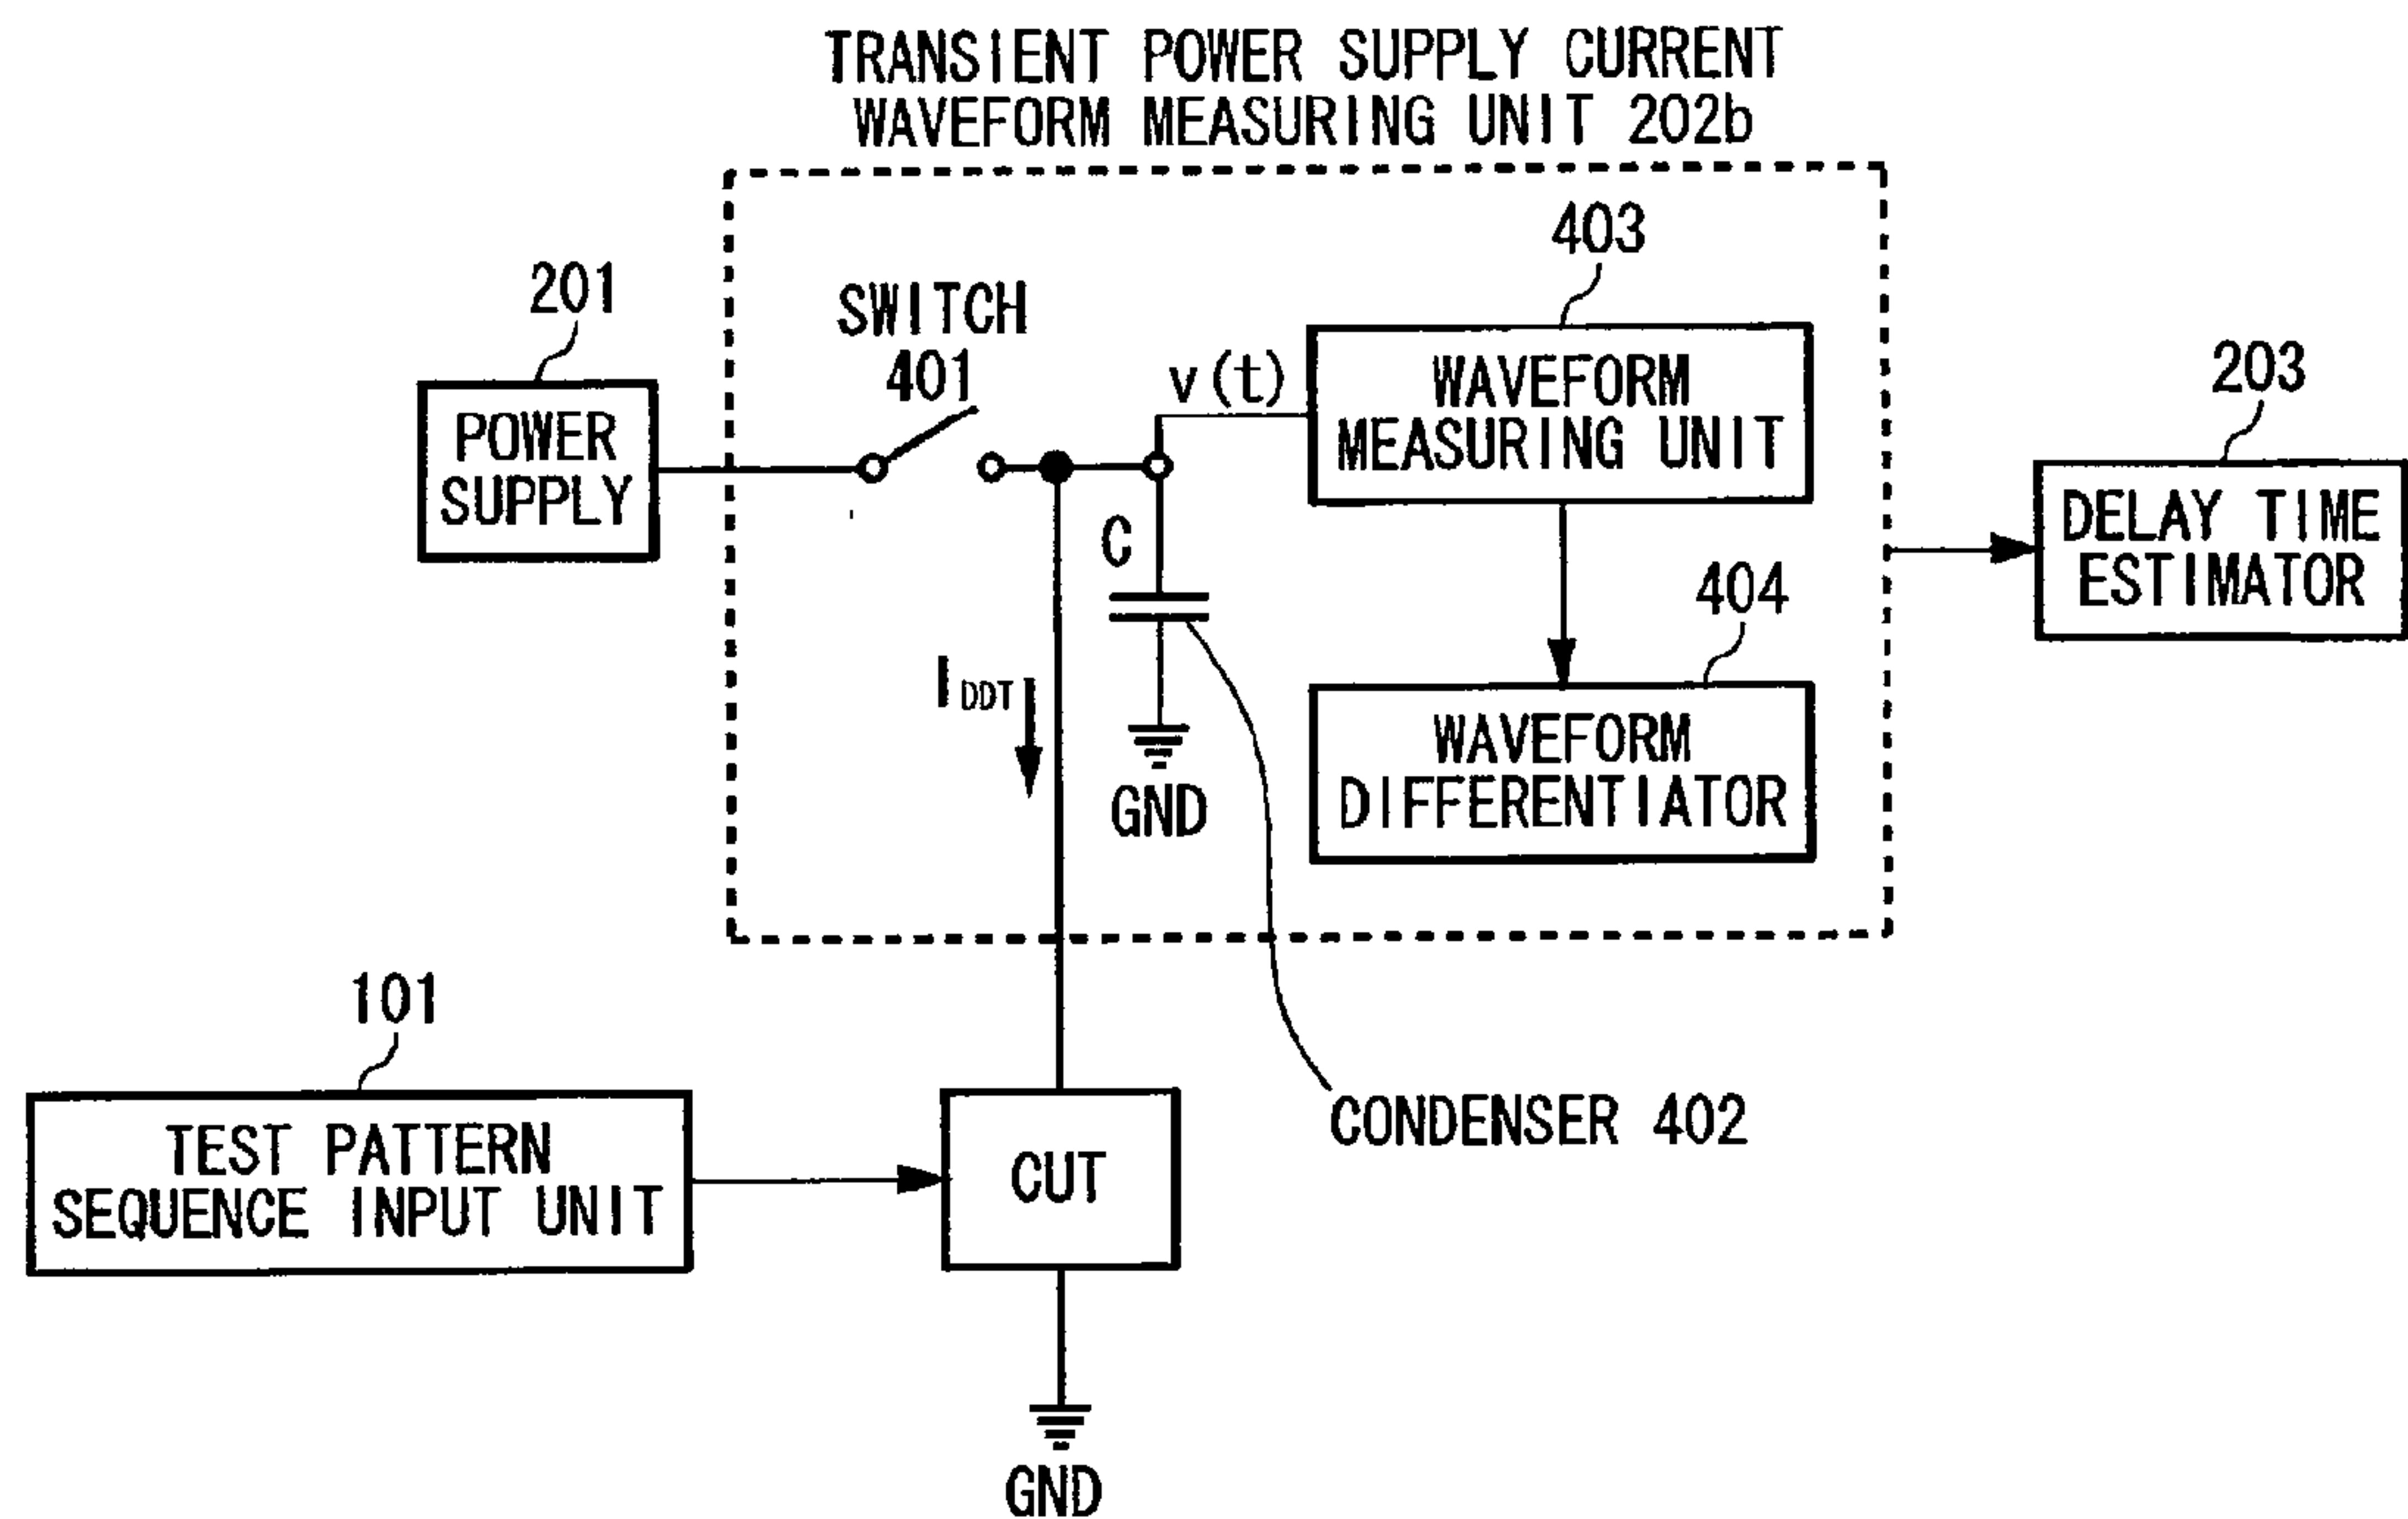 TRANSIENT POWER SUPPLY CURRENT
WAVEFORM MEASURING UNIT 202b
403
201
SWITCH
401
v(t)
WAVEFORM
MEASURING UNIT
203
POWER
SUPPLY
DELAY TIME
ESTIMATOR
C
404
IDDT
WAVEFORM
DIFFERENTIATOR
GND
101
CONDENSER 402
TEST PATTERN
SEQUENCE INPUT UNIT
CUT
GND